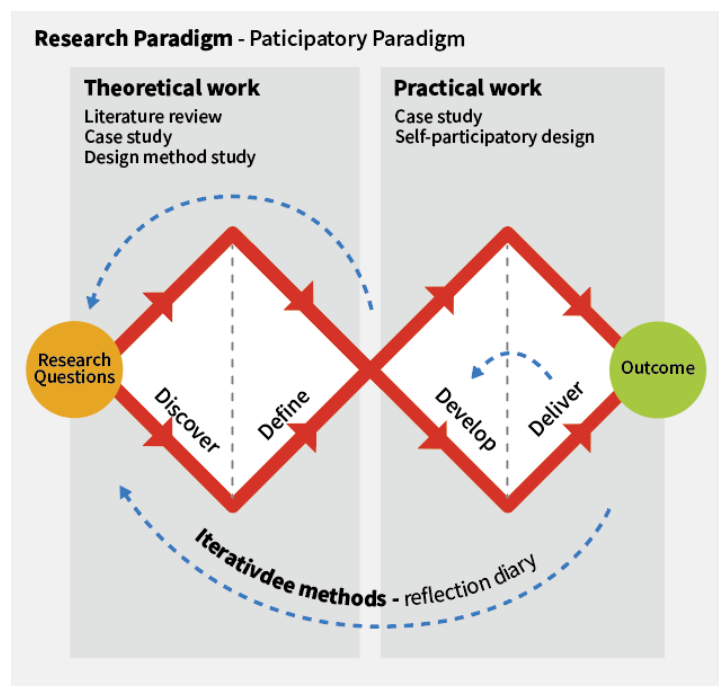 Research Paradigm - Paticipatory Paradigm
Theoretical work
Literature review
Case study
Design method study
Practical work
Case study
Self-participatory design
Research
Questions
Discover
Define
Develop
Deliver
Outcome
Iterativdee methods - reflection diary